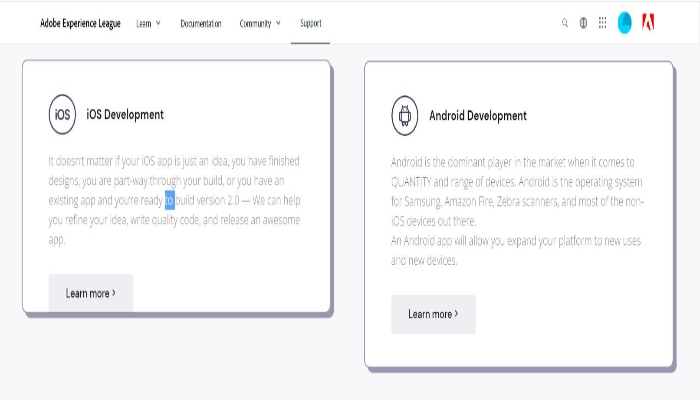 Adobe Experience League Learn Documentation Community Support
iOS
iOS Development
It doesn't matter if your iOS app is just an idea, you have finished
designs, you are part-way through your build, or you have an
existing app and you're ready to build version 2.0 — We can help
you refine your idea, write quality code, and release an awesome
app.
Learn more >
Android Development
Android is the dominant player in the market when it comes to
QUANTITY and range of devices. Android is the operating system
for Samsung, Amazon Fire, Zebra scanners, and most of the non-
iOS devices out there.
An Android app will allow you expand your platform to new uses
and new devices.
Learn more >